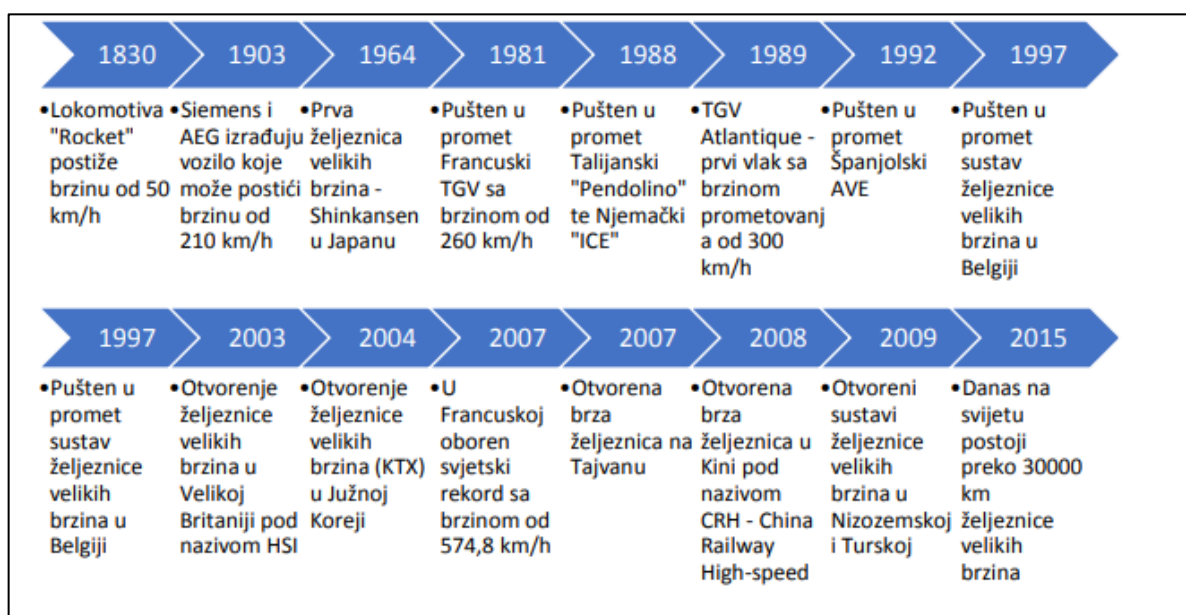 1830 1903 1964 1981 1988 1989 1992 1997
•Lokomotiva
"Rocket"
postiže
brzinu od 50
km/h
•Siemens i
AEG izrađuju
vozilo koje
može postići
brzinu od
210 km/h
•Prva
željeznica
velikih
brzina -
Shinkansen
u Japanu
•Pušten u
promet
Francuski
TGV sa
brzinom od
260 km/h
•Pušten u
promet
Talijanski
"Pendolino"
te Njemački
"ICE"
•TGV
Atlantique -
prvi vlak sa
brzinom
prometovanj
a od 300
km/h
•Pušten u
promet
Španjolski
AVE
•Pušten u
promet
sustav
željeznice
velikih
brzina u
Belgiji
1997 2003 2004 2007 2007 2008 2009 2015
•Pušten u
promet
sustav
željeznice
velikih
brzina u
Belgiji
•Otvorenje
željeznice
velikih
brzina u
Velikoj
Britaniji pod
nazivom HSI
•Otvorenje
željeznice
velikih
brzina (KTX)
u Južnoj
Koreji
•U
Francuskoj
oboren
svjetski
rekord sa
brzinom od
574,8 km/h
•Otvorena
brza
željeznica na
Tajvanu
•Otvorena
brza
željeznica u
Kini pod
nazivom
CRH - China
Railway
High-speed
•Otvoreni
sustavi
željeznice
velikih
brzina u
Nizozemskoj
i Turskoj
•Danas na
svijetu
postoji
preko 30000
km
željeznice
velikih
brzina